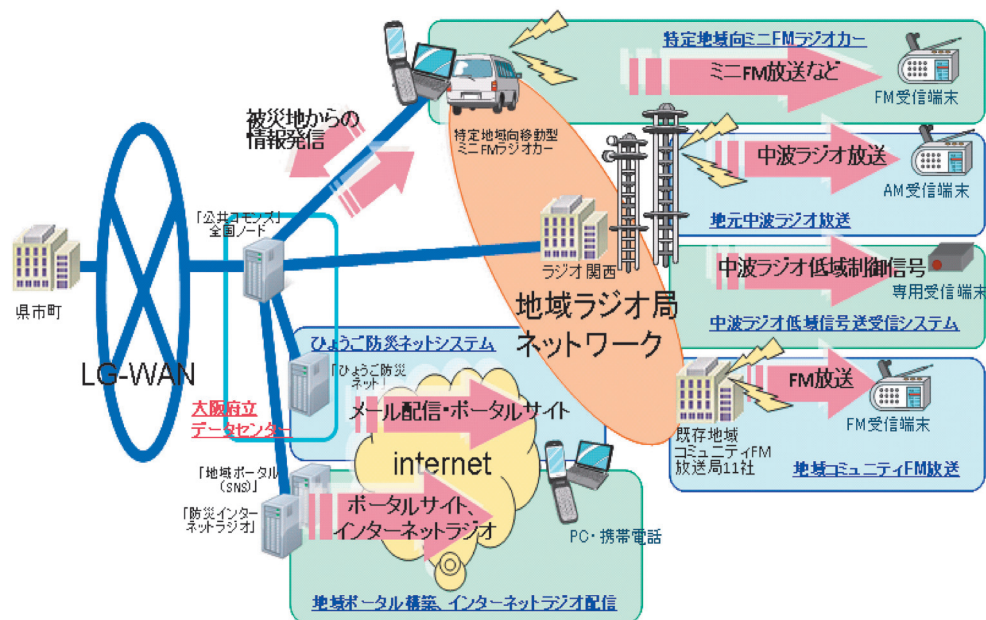 特定地域向ミニFMラジオカー
ミニFM放送など
FM受信端末
被災地からの
情報発信
特定地域向移動型
ミニFMラジオカー
中波ラジオ放送
AM受信端末
地元中波ラジオ放送
「公共コモンズ」
全国ノード
県市町
LG-WAN
ラジオ関西
地域ラジオ局
ネットワーク
中波ラジオ低域制御信号
専用受信端末
中波ラジオ低域信号送受信システム
ひょうご防災ネットシステム
「ひょうご防災
ネット」
メール配信・ポータルサイト
大阪府立
データセンター
internet
FM放送
FM受信端末
既存地域
コミュニティFM
放送局11社
地域コミュニティFM放送
「地域ポータル
(SNS)」
「防災インター
ネットラジオ」
ポータルサイト、
インターネットラジオ
PC・携帯電話
地域ポータル構築、インターネットラジオ配信